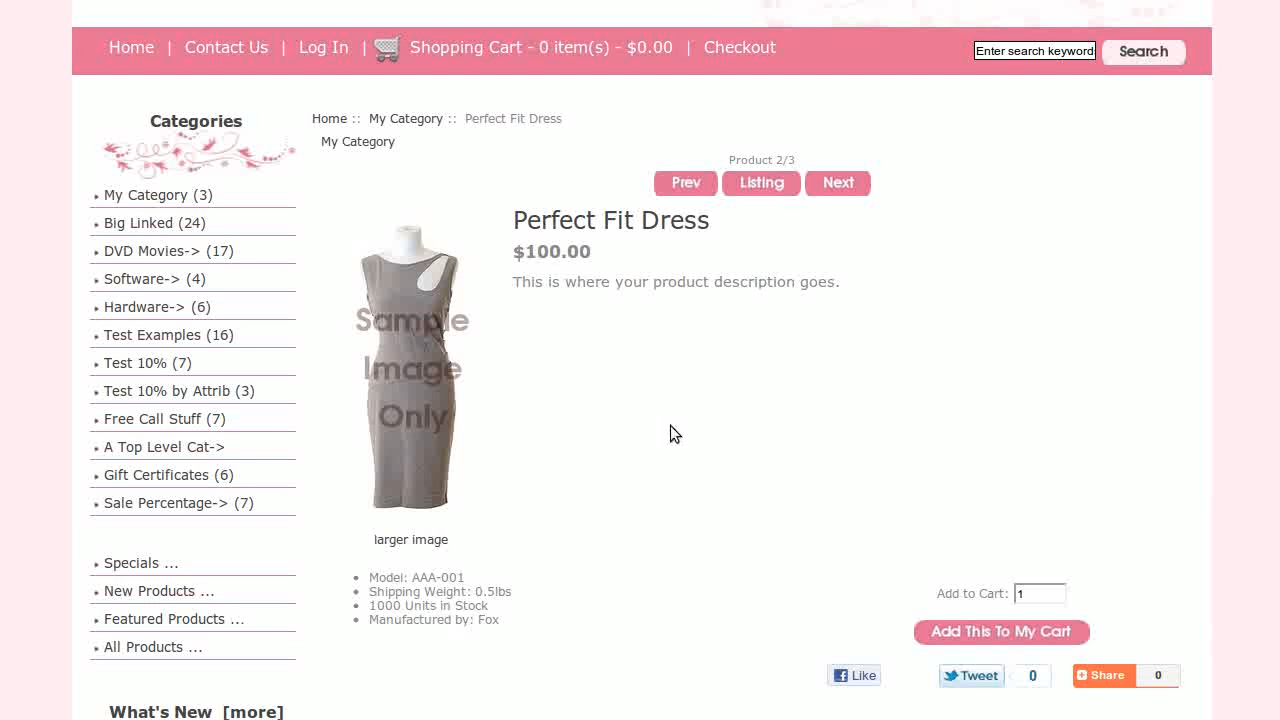 Home | Contact Us | Log In | Shopping Cart - 0 item(s) - $0.00 | Checkout
Enter search keyword
Search
Categories
My Category (3)
Big Linked (24)
DVD Movies-> (17)
Software-> (4)
Hardware-> (6)
Test Examples (16)
Test 10% (7)
Test 10% by Attrib (3)
Free Call Stuff (7)
A Top Level Cat->
Gift Certificates (6)
Sale Percentage-> (7)
Specials ...
New Products ...
Featured Products ...
All Products ...
What's New [more]
Home :: My Category :: Perfect Fit Dress
My Category
Product 2/3
Prev Listing Next
Perfect Fit Dress
$100.00
This is where your product description goes.
Sample
Image
Only
larger image
Model: AAA-001
Shipping Weight: 0.5lbs
1000 Units in Stock
Manufactured by: Fox
Add to Cart: 1
Add This To My Cart
Like
Tweet 0
Share 0